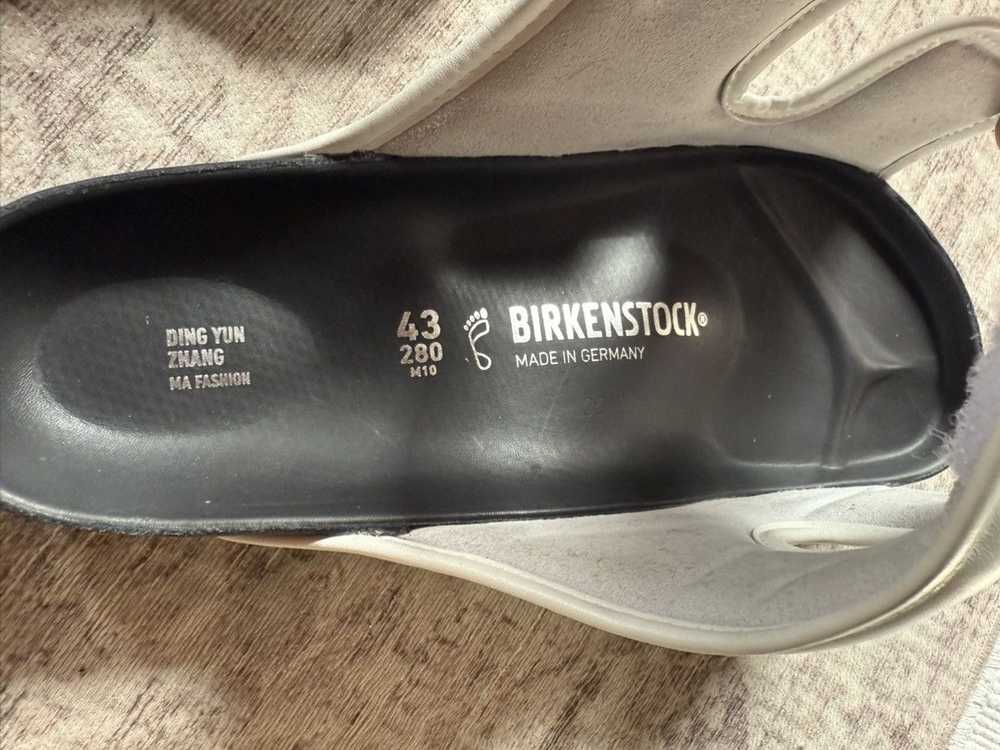 DING YUN
ZHANG
MA FASHION
43
280
M10
BIRKENSTOCK®
MADE IN GERMANY